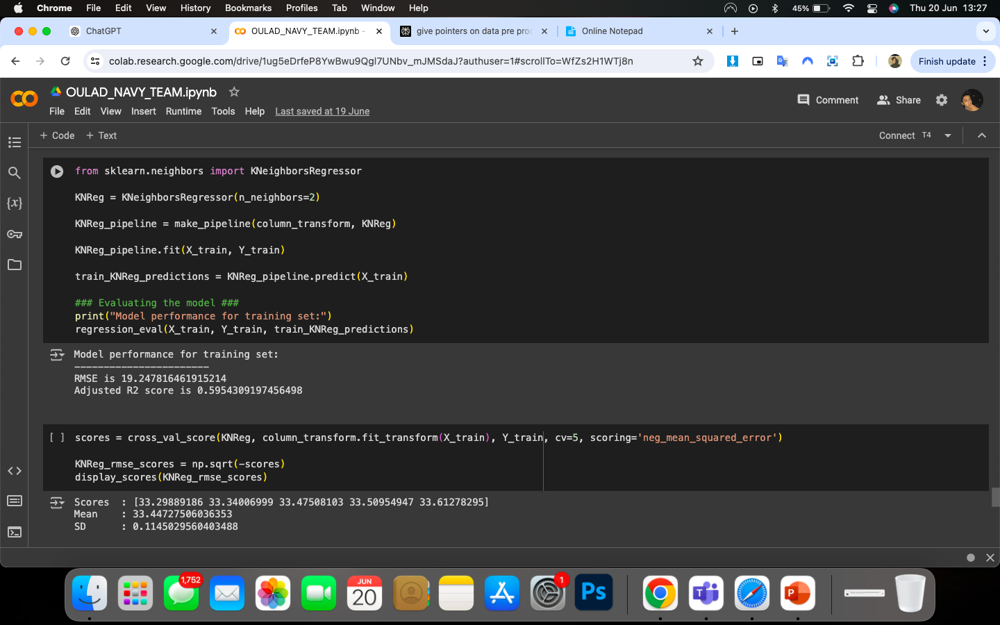 Chrome File Edit View History Bookmarks Profiles Tab Window Help 45% Thu 20 Jun 13:27
ChatGPT
OULAD_NAVY_TEAM.ipynb -
give pointers on data pre pro
Online Notepad
colab.research.google.com/drive/1ug5eDrfeP8YwBwu9Qgl7UNbv_mJMSdaJ?authuser=1#scrollTo=WfZs2H1WTj8n
Finish update
OULAD_NAVY_TEAM.ipynb
File Edit View Insert Runtime Tools Help Last saved at 19 June
Comment Share
+ Code + Text
Connect T4
from sklearn.neighbors import KNeighborsRegressor
KNReg = KNeighborsRegressor(n_neighbors=2)
KNReg_pipeline = make_pipeline(column_transform, KNReg)
KNReg_pipeline.fit(X_train, Y_train)
train_KNReg_predictions = KNReg_pipeline.predict(X_train)
### Evaluating the model ###
print("Model performance for training set:")
regression_eval(X_train, Y_train, train_KNReg_predictions)
Model performance for training set:
-----------------------
RMSE is 19.247816461915214
Adjusted R2 score is 0.5954309197456498
[ ] scores = cross_val_score(KNReg, column_transform.fit_transform(X_train), Y_train, cv=5, scoring='neg_mean_squared_error')
KNReg_rmse_scores = np.sqrt(-scores)
display_scores(KNReg_rmse_scores)
Scores : [33.29889186 33.34006999 33.47508103 33.50954947 33.61278295]
Mean : 33.44727506036353
SD : 0.1145029560403488
{x}
1,752
JUN
20
1
Ps
T
P